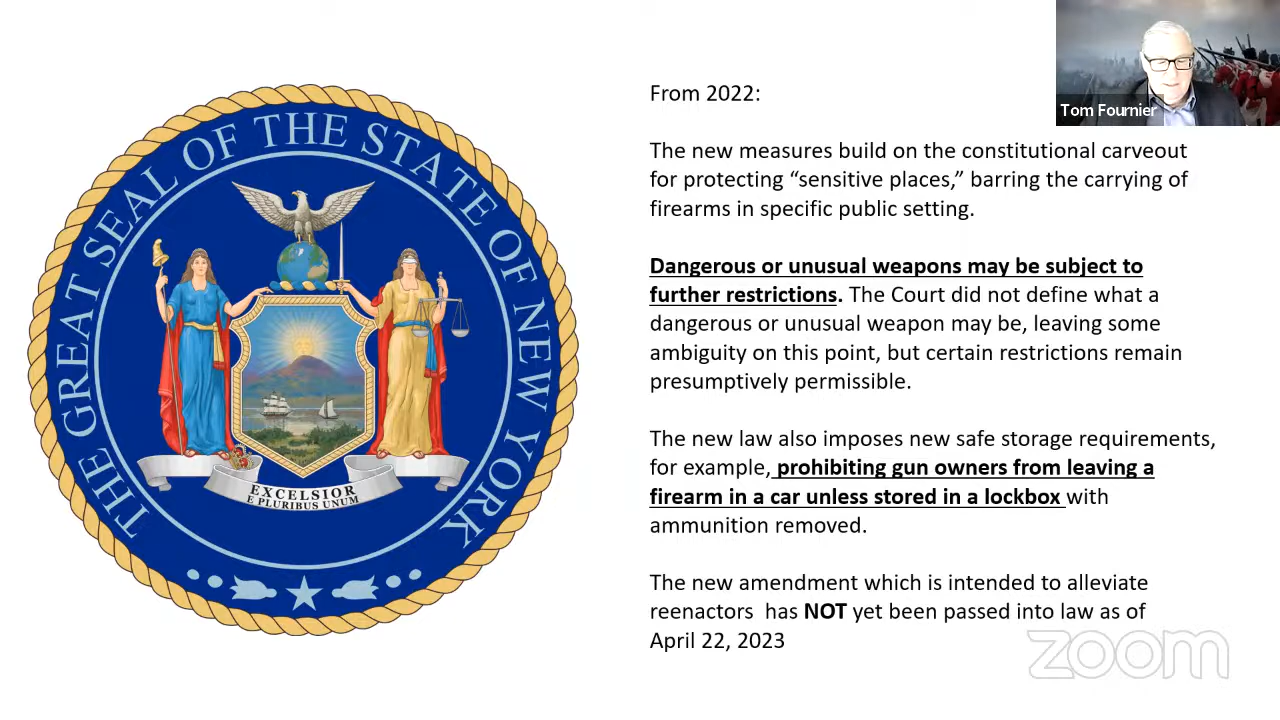 THE GREAT SEAL OF THE STATE OF NEW YORK
EXCELSIOR
E PLURIBUS UNUM
From 2022:
The new measures build on the constitutional carveout
for protecting “sensitive places,” barring the carrying of
firearms in specific public setting.
Dangerous or unusual weapons may be subject to
further restrictions. The Court did not define what a
dangerous or unusual weapon may be, leaving some
ambiguity on this point, but certain restrictions remain
presumptively permissible.
The new law also imposes new safe storage requirements,
for example, prohibiting gun owners from leaving a
firearm in a car unless stored in a lockbox with
ammunition removed.
The new amendment which is intended to alleviate
reenactors  has NOT yet been passed into law as of
April 22, 2023
Tom Fournier
zoom